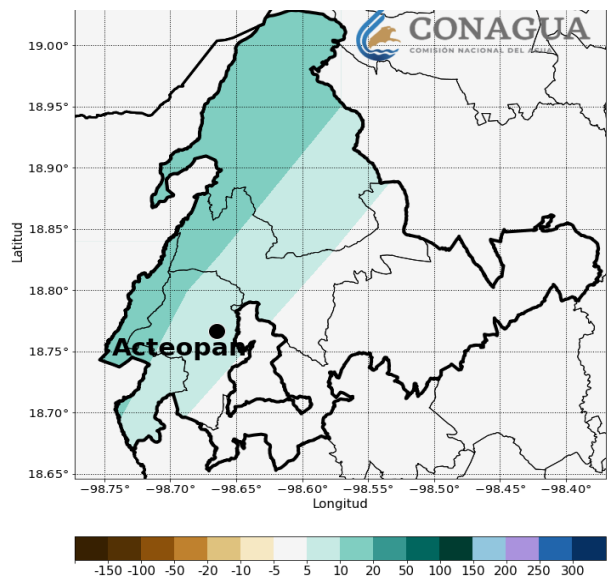 CONAGUA
COMISIÓN NACIONAL DEL AGUA
19.00°
18.95°
18.90°
18.85°
18.80°
18.75°
18.70°
18.65°
Latitud
Acteopan
−98.75° −98.70° −98.65° −98.60° −98.55° −98.50° −98.45° −98.40°
Longitud
-150 -100 -50 -20 -10 -5 5 10 20 50 100 150 200 250 300